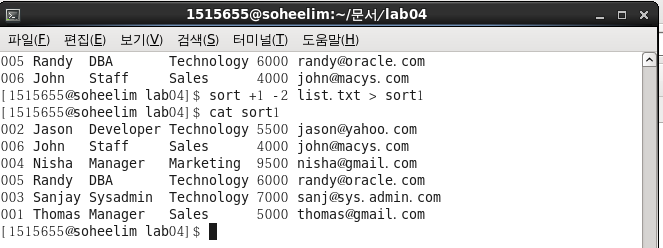 1515655@soheelim:~/문서/lab04
파일(F) 편집(E) 보기(V) 검색(S) 터미널(T) 도움말(H)
005 Randy DBA Technology 6000 randy@oracle.com
006 John Staff Sales 4000 john@macys.com
[1515655@soheelim lab04]$ sort +1 -2 list.txt > sort1
[1515655@soheelim lab04]$ cat sort1
002 Jason Developer Technology 5500 jason@yahoo.com
006 John Staff Sales 4000 john@macys.com
004 Nisha Manager Marketing 9500 nisha@gmail.com
005 Randy DBA Technology 6000 randy@oracle.com
003 Sanjay Sysadmin Technology 7000 sanj@sys.admin.com
001 Thomas Manager Sales 5000 thomas@gmail.com
[1515655@soheelim lab04]$